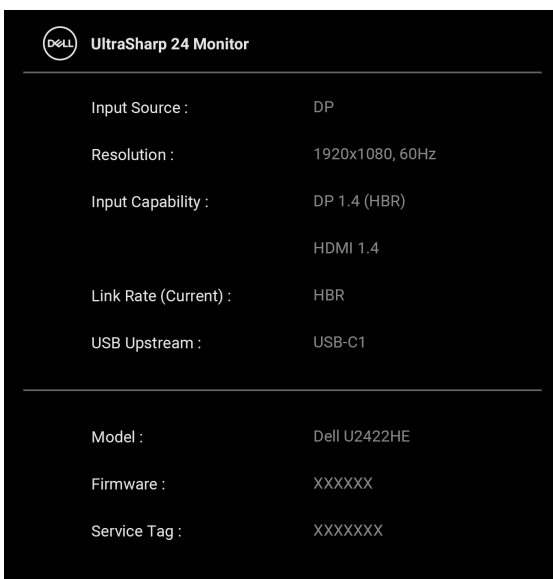 DELL UltraSharp 24 Monitor
Input Source : DP
Resolution : 1920x1080, 60Hz
Input Capability : DP 1.4 (HBR)
HDMI 1.4
Link Rate (Current) : HBR
USB Upstream : USB-C1
Model : Dell U2422HE
Firmware : XXXXXX
Service Tag : XXXXXXX